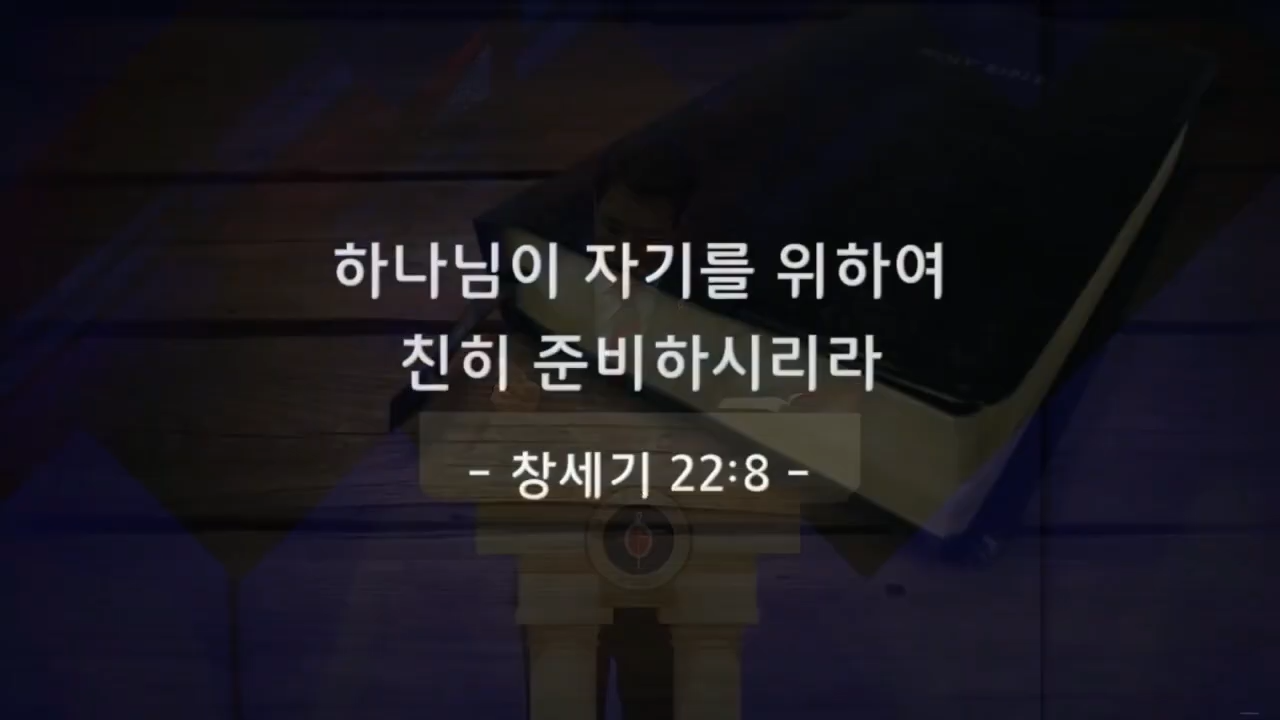 하나님이 자기를 위하여
친히 준비하시리라
- 창세기 22:8 -